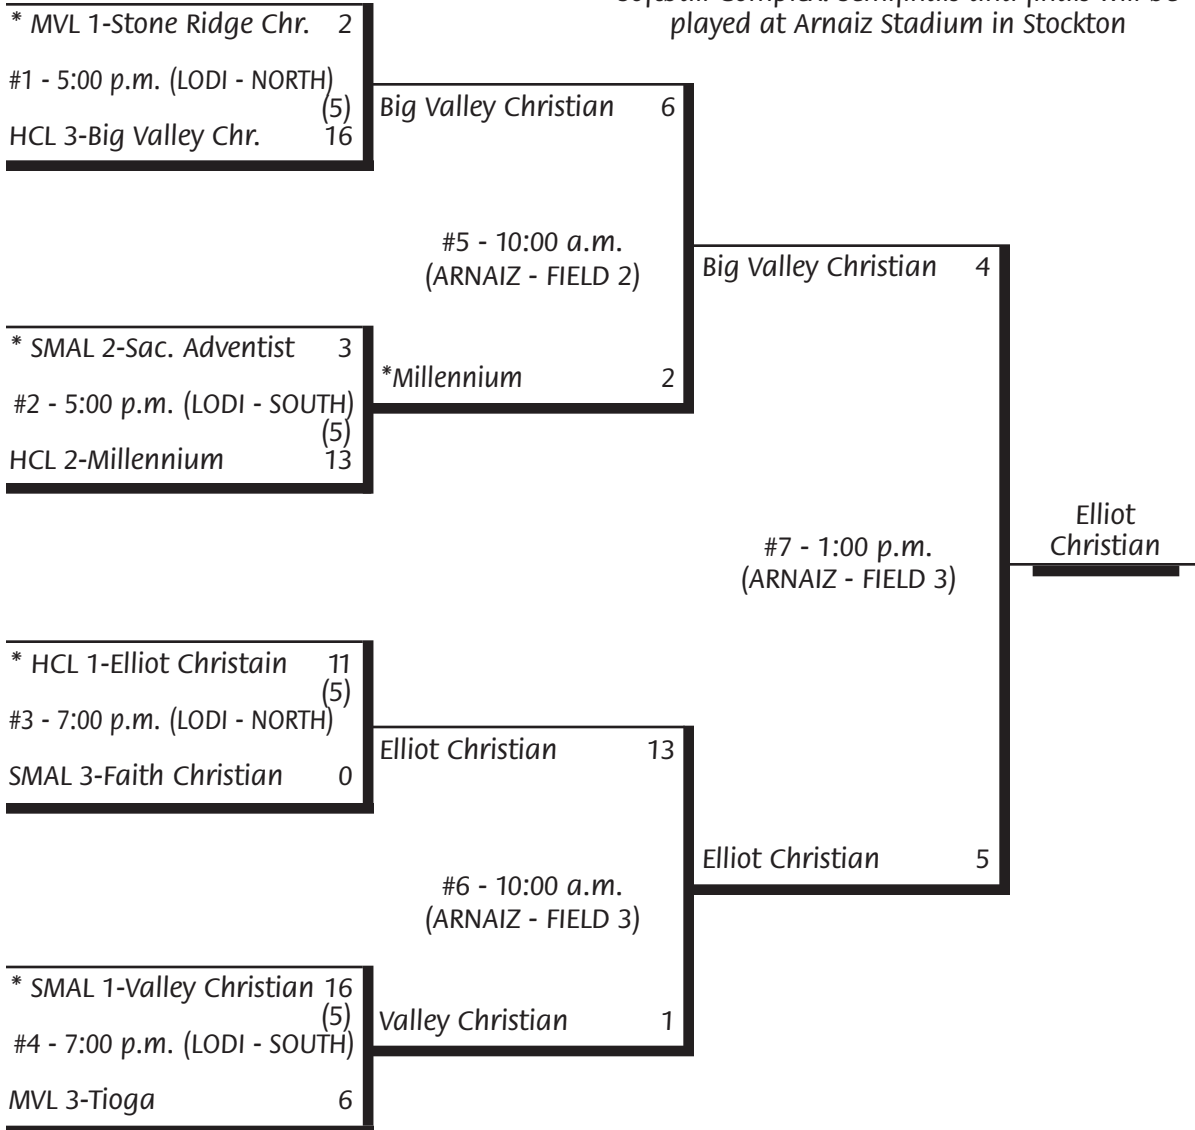 played at Arnaiz Stadium in Stockton
* MVL 1-Stone Ridge Chr. 2
#1 - 5:00 p.m. (LODI - NORTH)
(5)
HCL 3-Big Valley Chr. 16
Big Valley Christian 6
#5 - 10:00 a.m.
(ARNAIZ - FIELD 2)
Big Valley Christian 4
* SMAL 2-Sac. Adventist 3
#2 - 5:00 p.m. (LODI - SOUTH)
(5)
HCL 2-Millennium 13
*Millennium 2
#7 - 1:00 p.m.
(ARNAIZ - FIELD 3)
Elliot
Christian
* HCL 1-Elliot Christain 11
(5)
#3 - 7:00 p.m. (LODI - NORTH)
SMAL 3-Faith Christian 0
Elliot Christian 13
#6 - 10:00 a.m.
(ARNAIZ - FIELD 3)
Elliot Christian 5
* SMAL 1-Valley Christian 16
(5)
#4 - 7:00 p.m. (LODI - SOUTH)
MVL 3-Tioga 6
Valley Christian 1